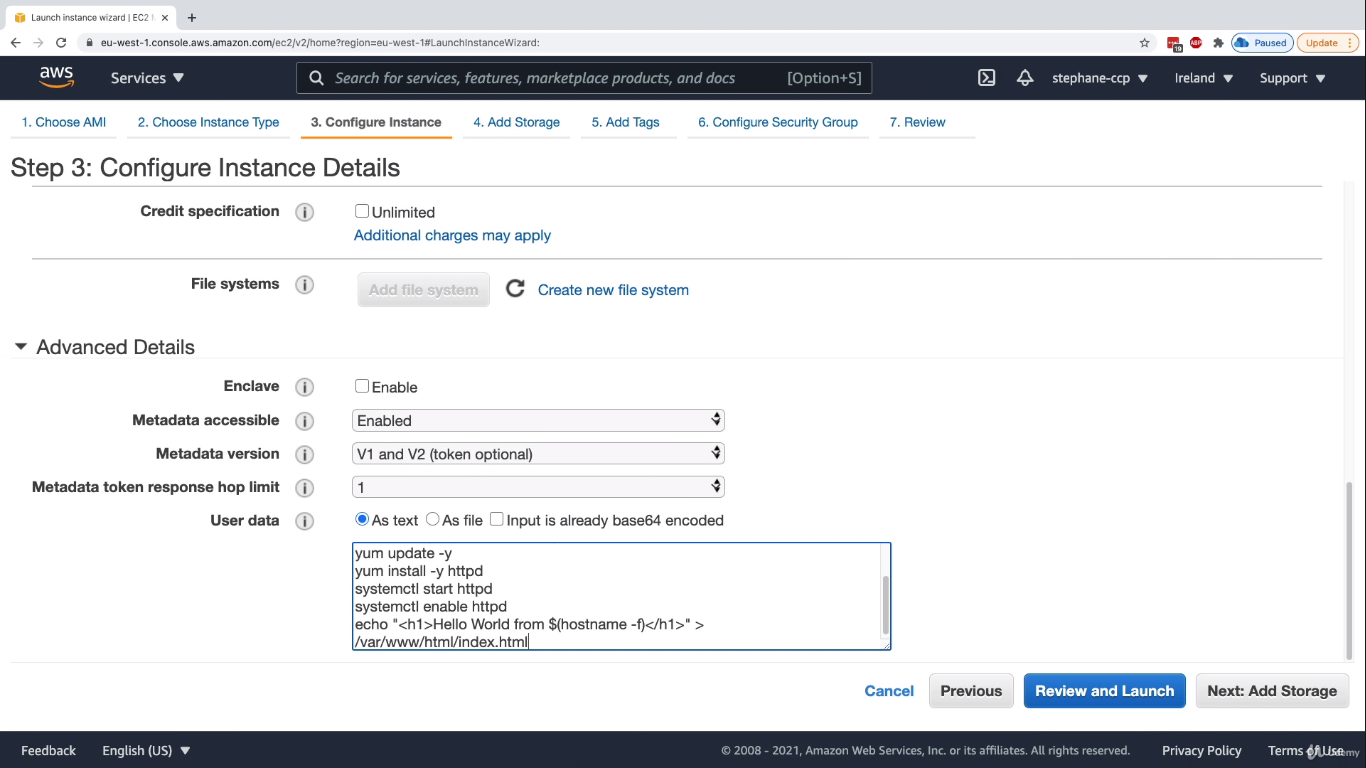 Launch instance wizard | EC2
eu-west-1.console.aws.amazon.com/ec2/v2/home?region=eu-west-1#LaunchInstanceWizard:
19
ABP
Paused
Update
aws
Services
Search for services, features, marketplace products, and docs
[Option+S]
stephane-ccp
Ireland
Support
1. Choose AMI
2. Choose Instance Type
3. Configure Instance
4. Add Storage
5. Add Tags
6. Configure Security Group
7. Review
Step 3: Configure Instance Details
Credit specification
Unlimited
Additional charges may apply
File systems
Add file system
Create new file system
Advanced Details
Enclave
Enable
Metadata accessible
Enabled
Metadata version
V1 and V2 (token optional)
Metadata token response hop limit
1
User data
As text
As file
Input is already base64 encoded
yum update -y
yum install -y httpd
systemctl start httpd
systemctl enable httpd
echo "<h1>Hello World from $(hostname -f)</h1>" >
/var/www/html/index.html
Cancel
Previous
Review and Launch
Next: Add Storage
Feedback
English (US)
© 2008 - 2021, Amazon Web Services, Inc. or its affiliates. All rights reserved.
Privacy Policy
Terms of Use
Udemy